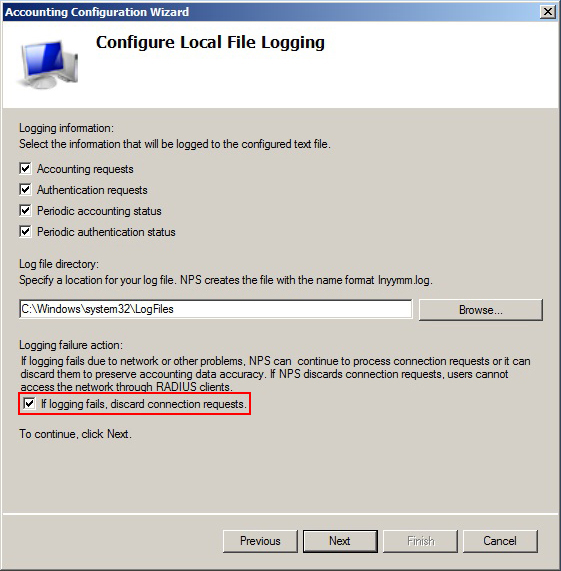 Accounting Configuration Wizard
Configure Local File Logging
Logging information:
Select the information that will be logged to the configured text file.
Accounting requests
Authentication requests
Periodic accounting status
Periodic authentication status
Log file directory:
Specify a location for your log file. NPS creates the file with the name format Inyymm.log.
C:\Windows\system32\LogFiles
Browse...
Logging failure action:
If logging fails due to network or other problems, NPS can  continue to process connection requests or it can
discard them to preserve accounting data accuracy. If NPS discards connection requests, users cannot
access the network through RADIUS clients.
If logging fails, discard connection requests.
To continue, click Next.
Previous
Next
Finish
Cancel